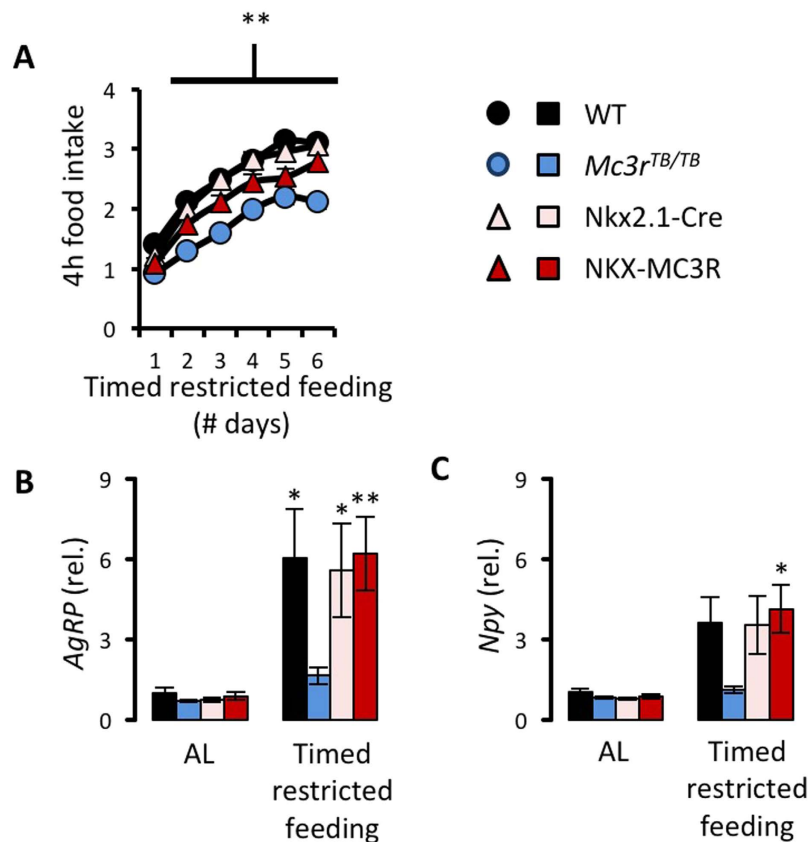 **
A
4
3
2
1
0
4h food intake
1 2 3 4 5 6
Timed restricted feeding
(# days)
WT
Mc3rTB/TB
Nkx2.1-Cre
NKX-MC3R
B
9
6
3
0
AgRP (rel.)
* * **
AL
Timed
restricted
feeding
C
9
6
3
0
Npy (rel.)
*
AL
Timed
restricted
feeding